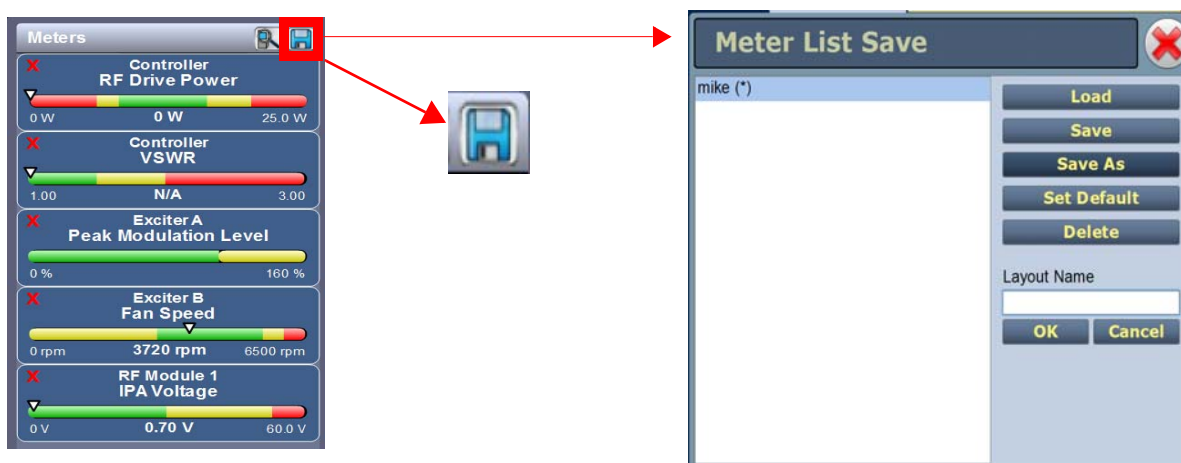 Meters
X Controller
RF Drive Power
0 W 0 W 25.0 W
X Controller
VSWR
1.00 N/A 3.00
X Exciter A
Peak Modulation Level
0 % 160 %
X Exciter B
Fan Speed
0 rpm 3720 rpm 6500 rpm
X RF Module 1
IPA Voltage
0 V 0.70 V 60.0 V
Meter List Save
mike (*)
Load
Save
Save As
Set Default
Delete
Layout Name
OK Cancel